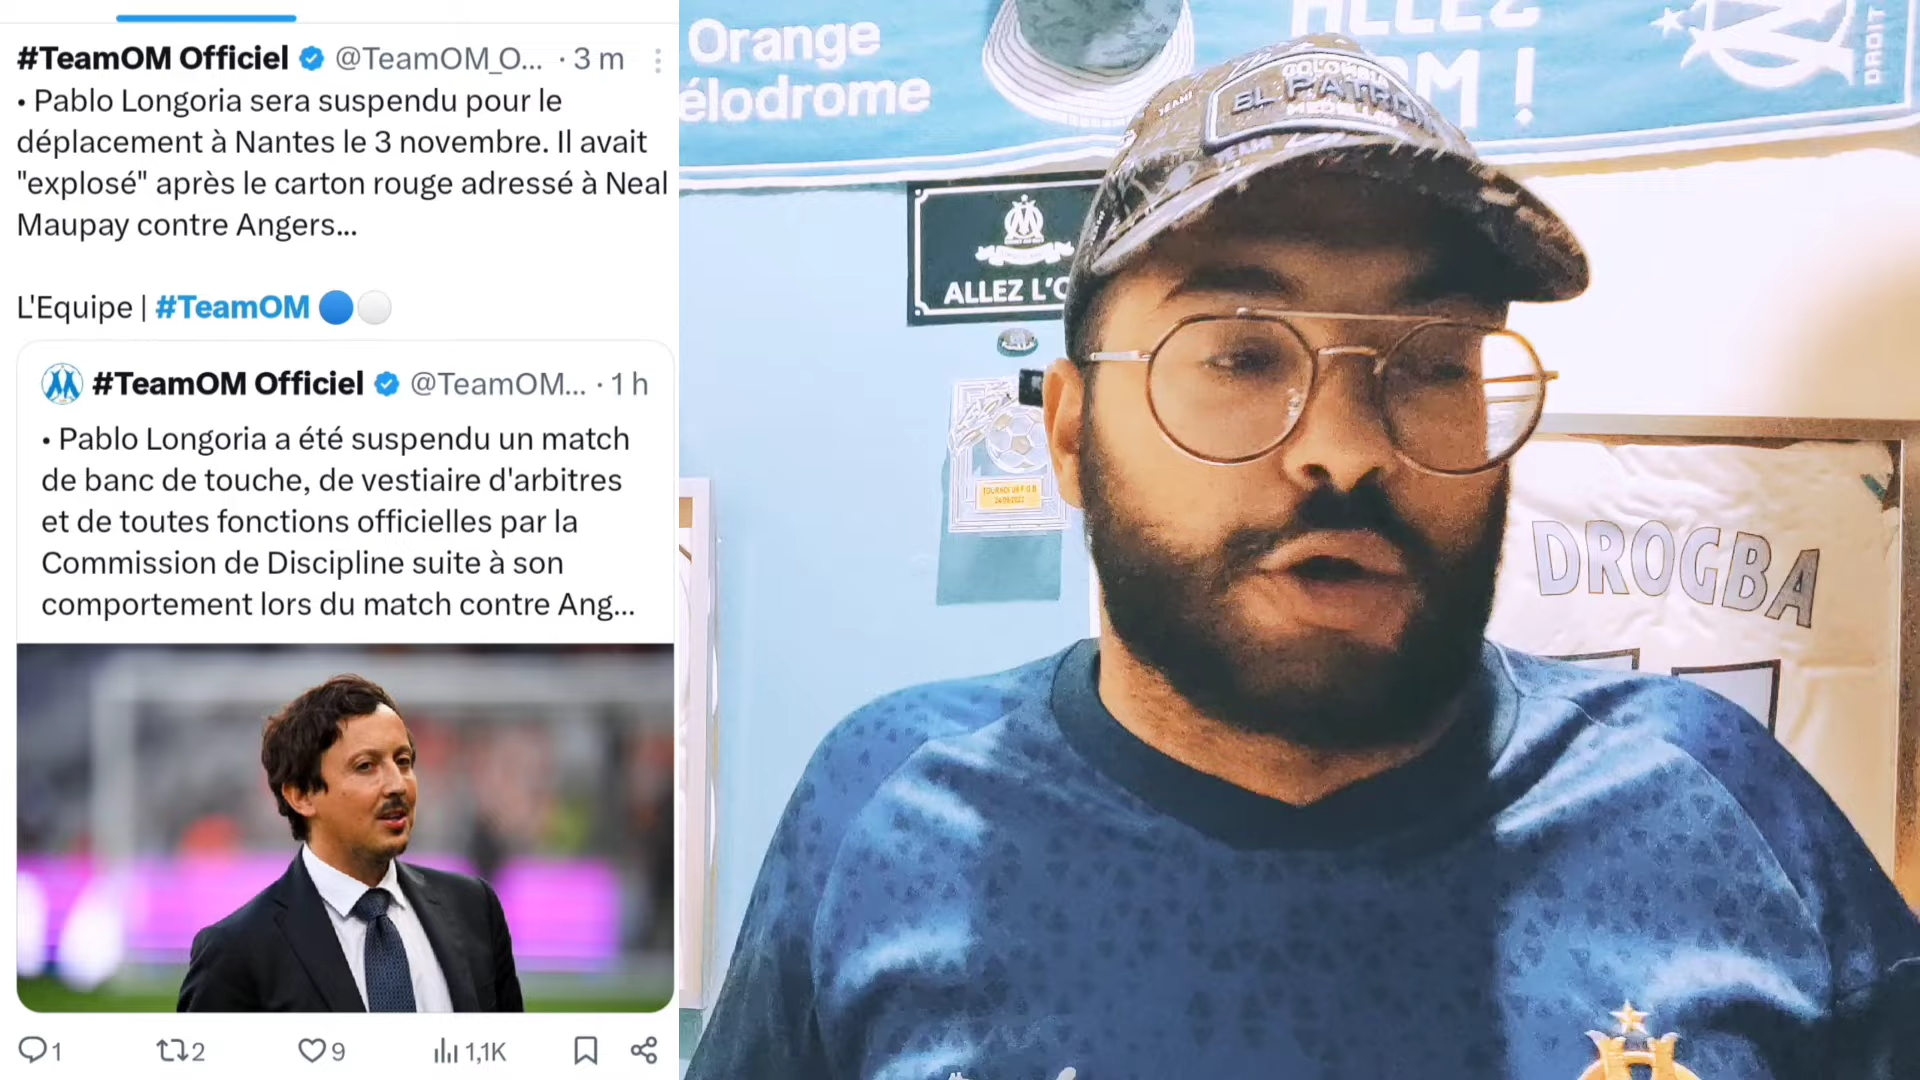 #TeamOM Officiel @TeamOM_O... · 3 m
• Pablo Longoria sera suspendu pour le
déplacement à Nantes le 3 novembre. Il avait
"explosé" après le carton rouge adressé à Neal
Maupay contre Angers...
L'Equipe | #TeamOM
#TeamOM Officiel @TeamOM... · 1 h
• Pablo Longoria a été suspendu un match
de banc de touche, de vestiaire d'arbitres
et de toutes fonctions officielles par la
Commission de Discipline suite à son
comportement lors du match contre Ang...
1 2 9 1,1K
Orange
élodrome
ALLEZ
OM !
DROIT
COLOMBIA
EL PATRON
MEDELLIN
ALLEZ L'O
DROGBA